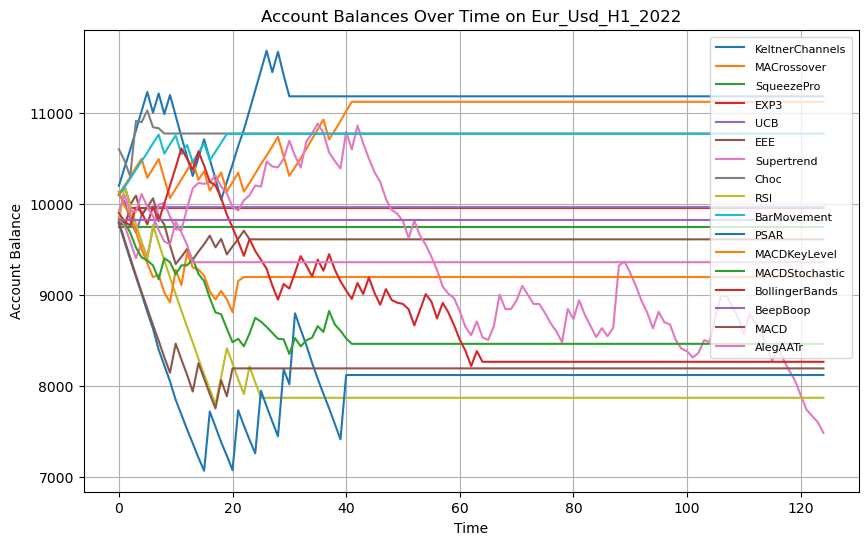 Account Balances Over Time on Eur_Usd_H1_2022
Account Balance
11000
10000
9000
8000
7000
KeltnerChannels
MACrossover
SqueezePro
EXP3
UCB
EEE
Supertrend
Choc
RSI
BarMovement
PSAR
MACDKeyLevel
MACDStochastic
BollingerBands
BeepBoop
MACD
AlegAATr
0 20 40 60 80 100 120
Time